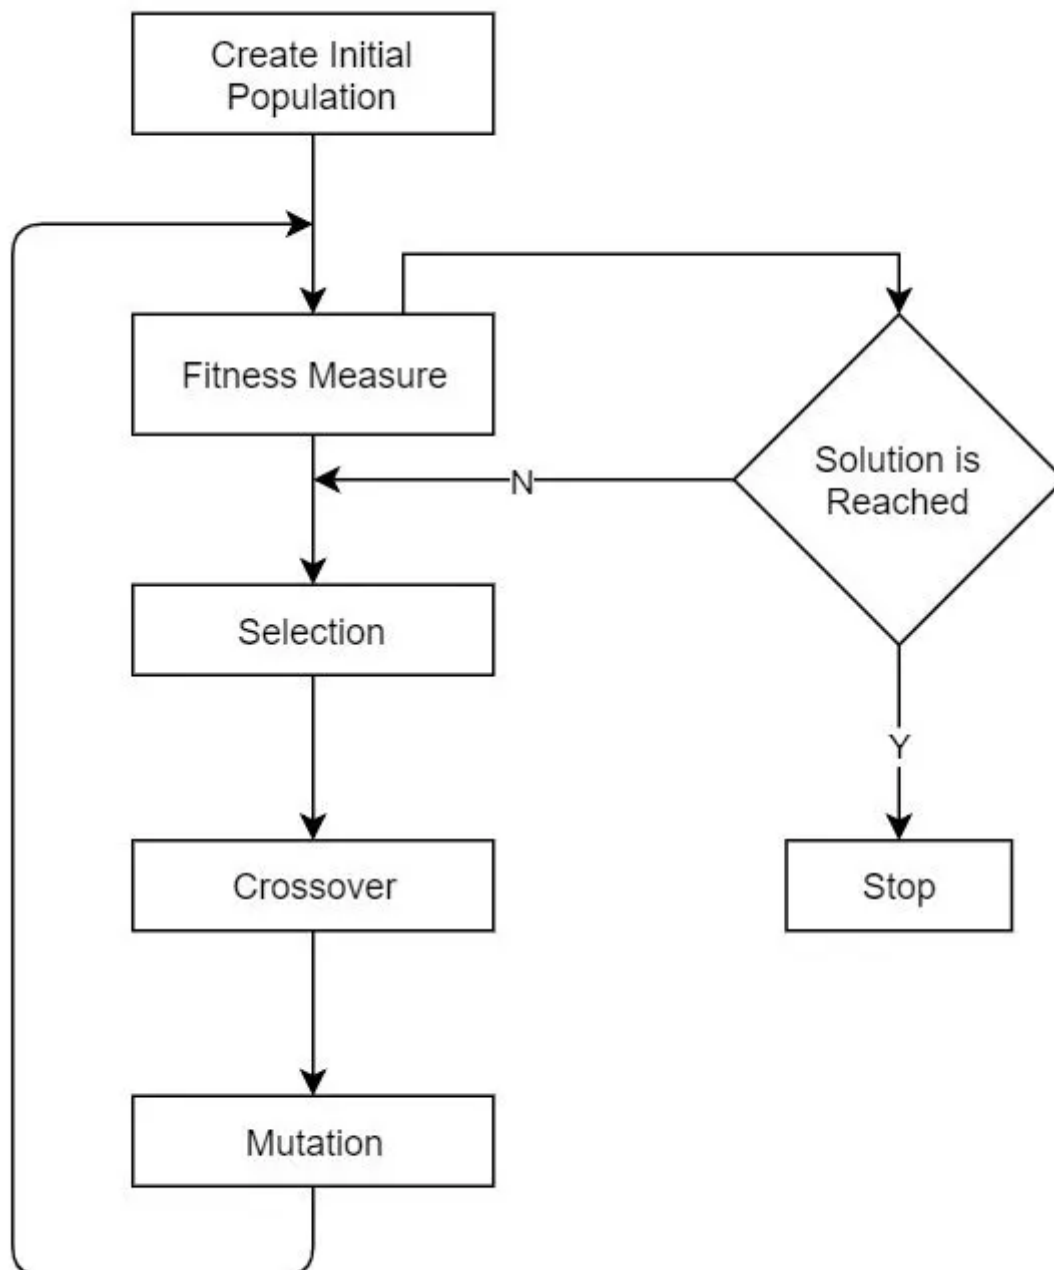 Create Initial
Population
Fitness Measure
Solution is
Reached
N
Selection
Y
Crossover
Stop
Mutation